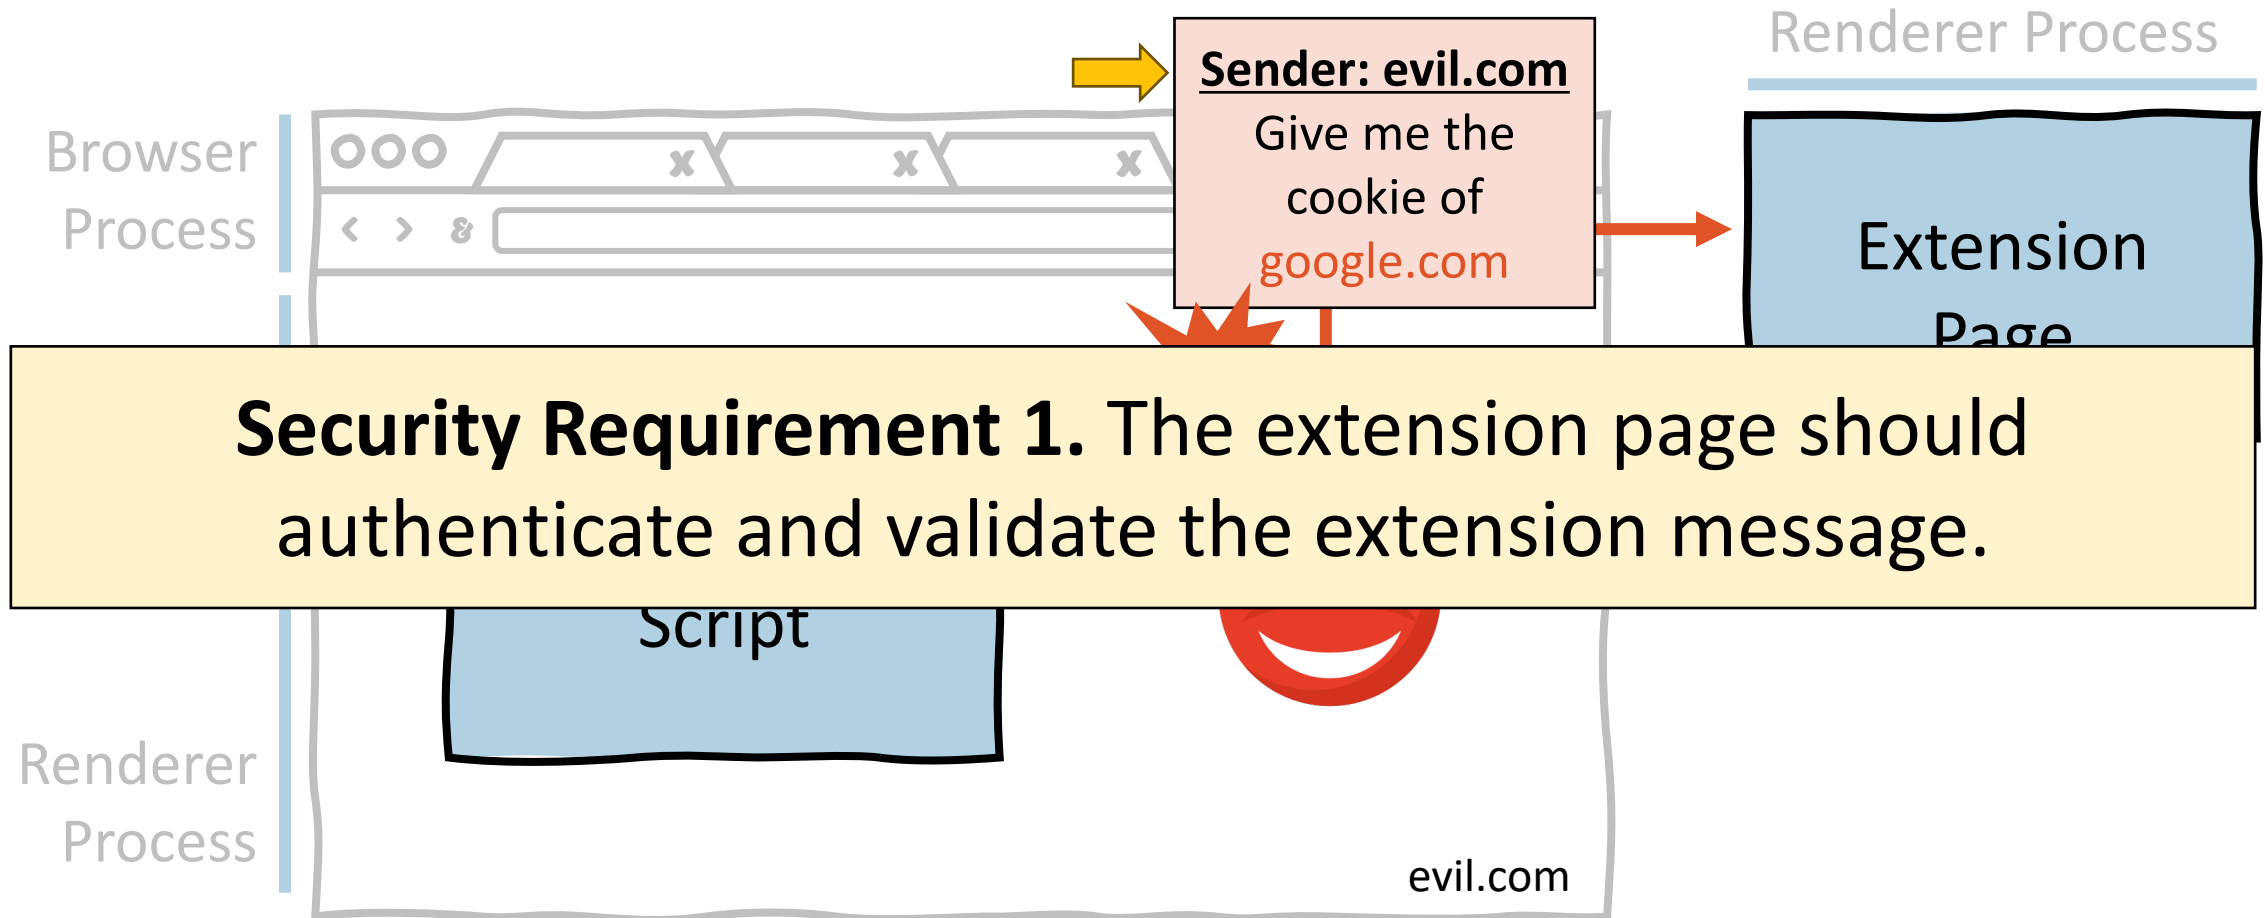 Renderer Process
Sender: evil.com
Give me the
cookie of
google.com
Browser
Process
Extension
Page
Security Requirement 1. The extension page should
authenticate and validate the extension message.
Script
Renderer
Process
evil.com